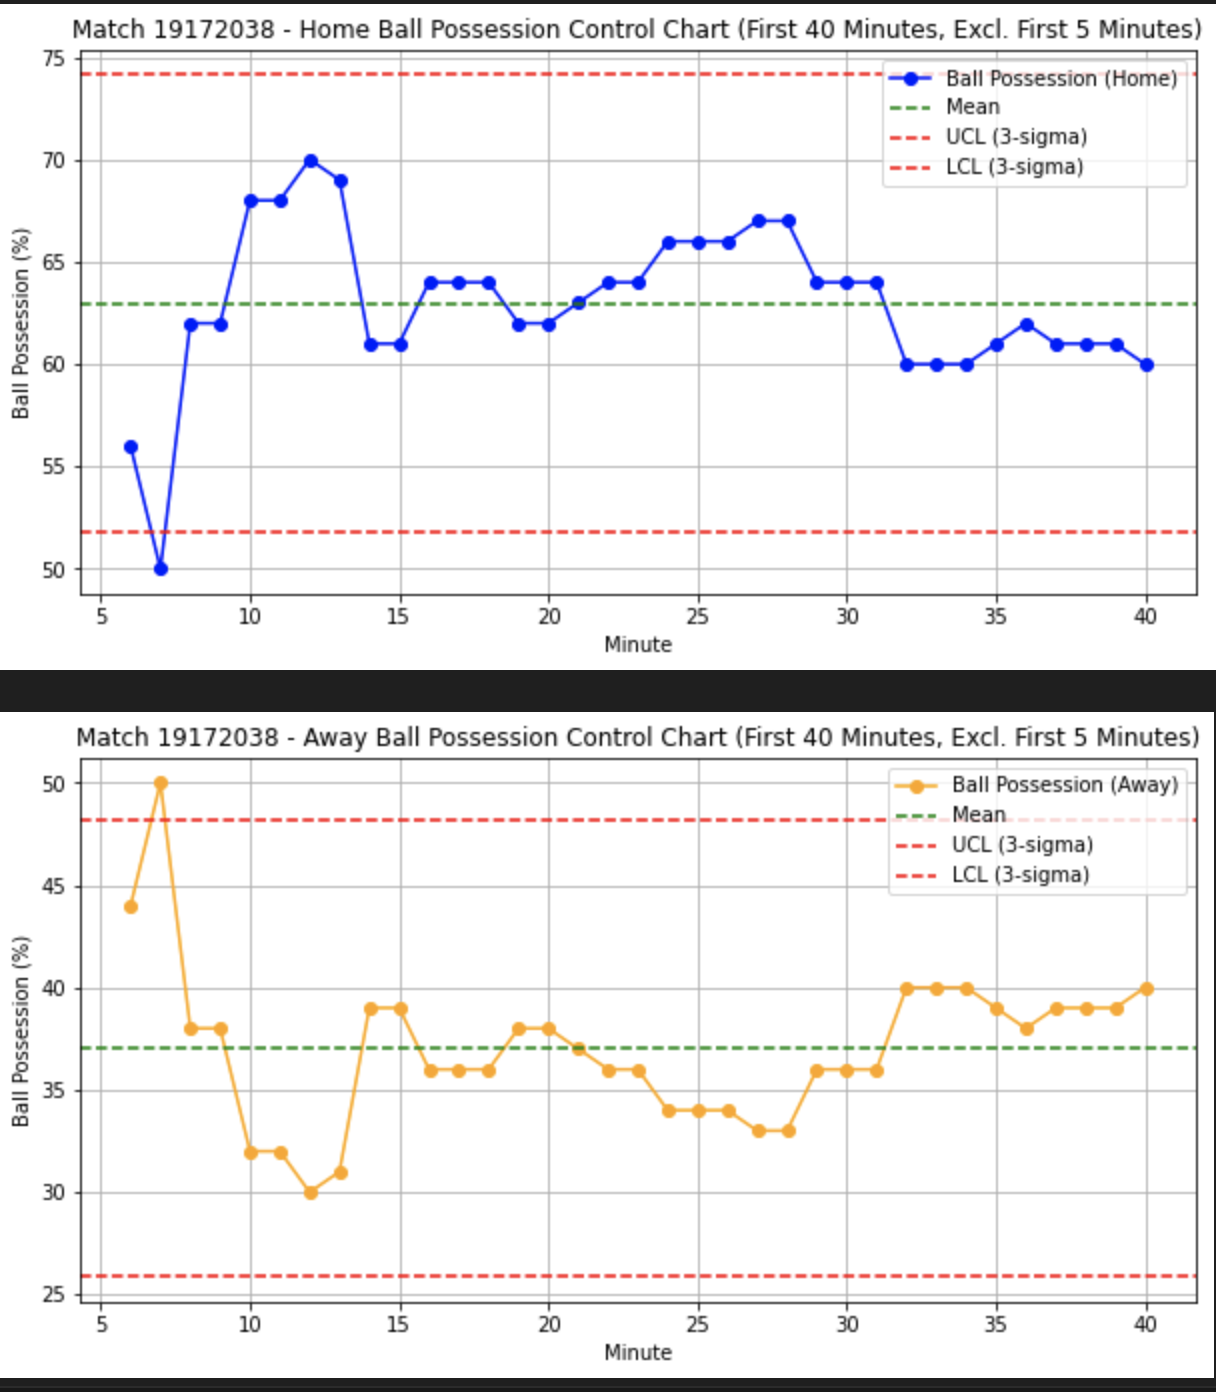 Match 19172038 - Home Ball Possession Control Chart (First 40 Minutes, Excl. First 5 Minutes)
Ball Possession (%)
75
70
65
60
55
50
Ball Possession (Home)
Mean
UCL (3-sigma)
LCL (3-sigma)
5 10 15 20 25 30 35 40
Minute
Match 19172038 - Away Ball Possession Control Chart (First 40 Minutes, Excl. First 5 Minutes)
Ball Possession (%)
50
45
40
35
30
25
Ball Possession (Away)
Mean
UCL (3-sigma)
LCL (3-sigma)
5 10 15 20 25 30 35 40
Minute